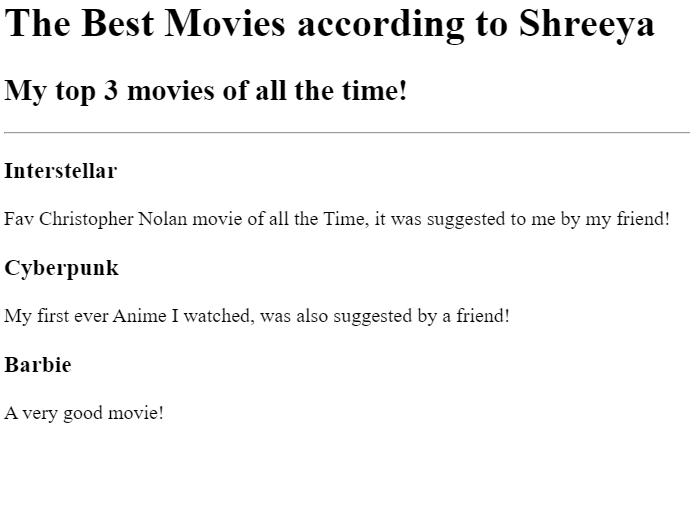 The Best Movies according to Shreeya
My top 3 movies of all the time!
Interstellar
Fav Christopher Nolan movie of all the Time, it was suggested to me by my friend!
Cyberpunk
My first ever Anime I watched, was also suggested by a friend!
Barbie
A very good movie!